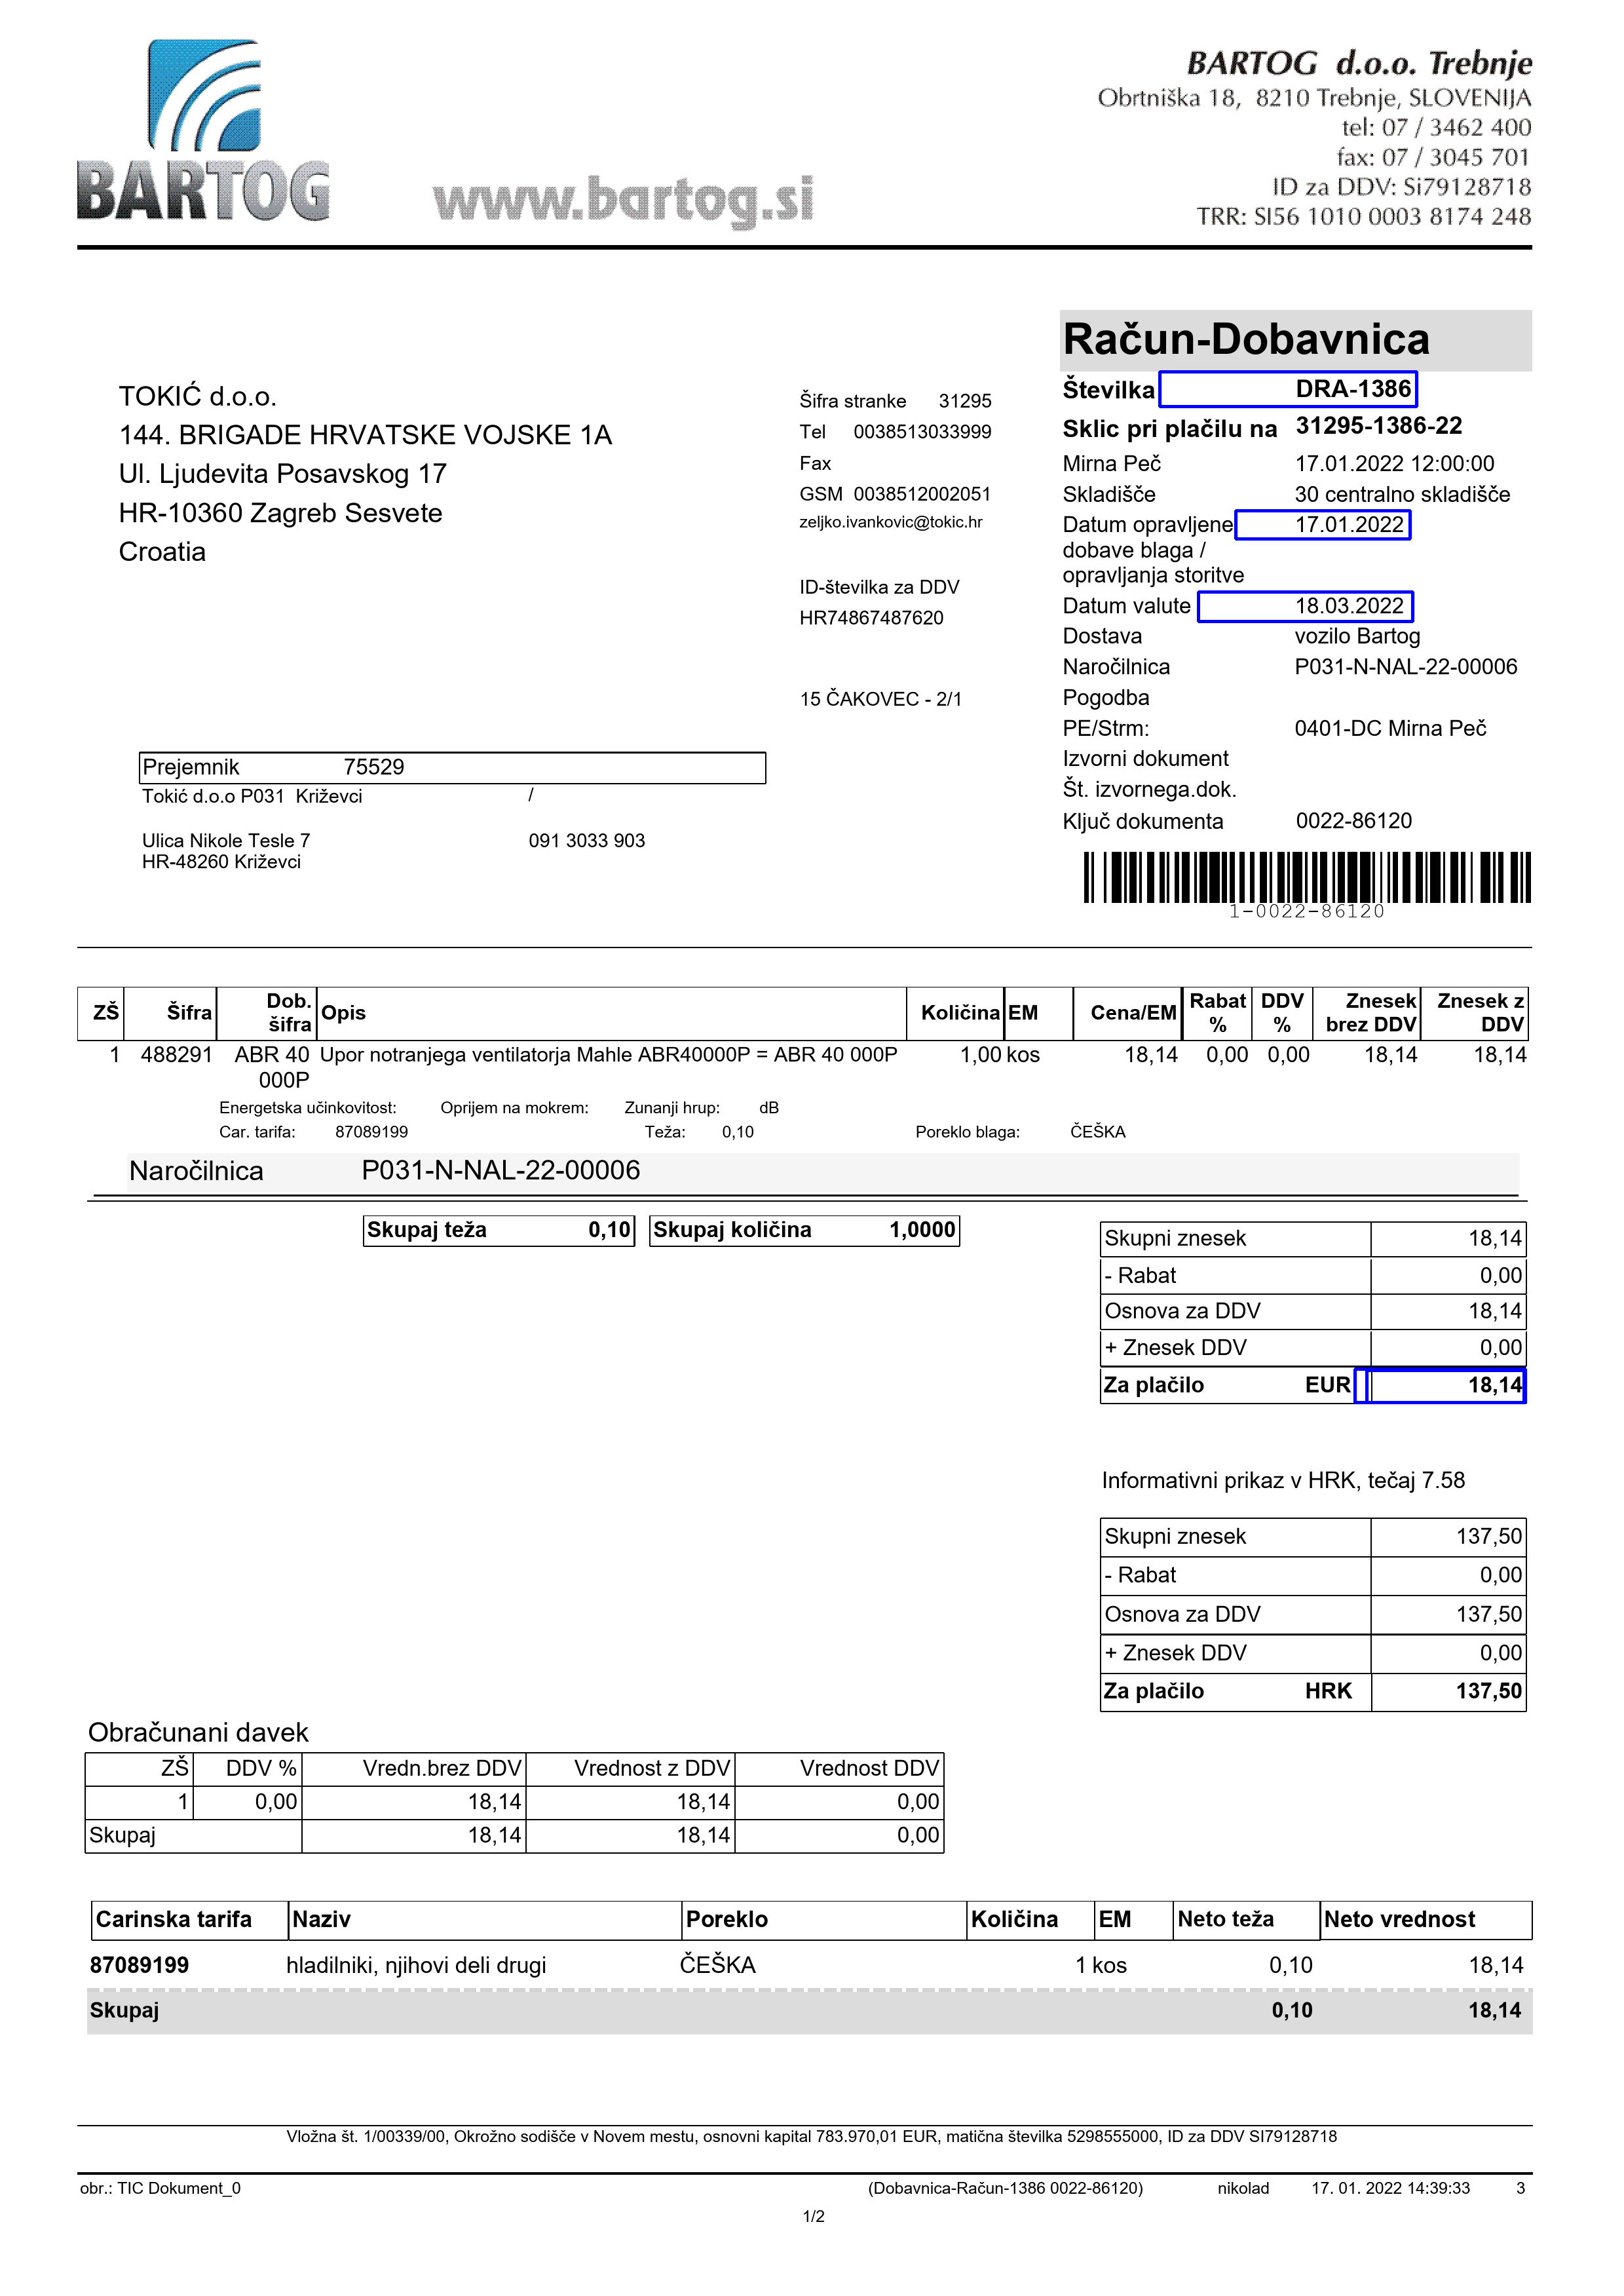 BARTOG
www.bartog.si
BARTOG d.o.o. Trebnje
Obrtniška 18, 8210 Trebnje, SLOVENIJA
tel: 07 / 3462 400
fax: 07 / 3045 701
ID za DDV: Si79128718
TRR: SI56 1010 0003 8174 248
TOKIĆ d.o.o.
144. BRIGADE HRVATSKE VOJSKE 1A
Ul. Ljudevita Posavskog 17
HR-10360 Zagreb Sesvete
Croatia
Šifra stranke 31295
Tel 0038513033999
Fax
GSM 0038512002051
zeljko.ivankovic@tokic.hr
ID-številka za DDV
HR74867487620
15 ČAKOVEC - 2/1
Račun-Dobavnica
Številka DRA-1386
Sklic pri plačilu na 31295-1386-22
Mirna Peč 17.01.2022 12:00:00
Skladišče 30 centralno skladišče
Datum opravljene 17.01.2022
dobave blaga /
opravljanja storitve
Datum valute 18.03.2022
Dostava vozilo Bartog
Naročilnica P031-N-NAL-22-00006
Pogodba
PE/Strm: 0401-DC Mirna Peč
Izvorni dokument
Št. izvornega.dok.
Ključ dokumenta 0022-86120
1-0022-86120
Prejemnik 75529
Tokić d.o.o P031 Križevci /
Ulica Nikole Tesle 7 091 3033 903
HR-48260 Križevci
ZŠ Šifra Dob. šifra Opis Količina EM Cena/EM Rabat % DDV % Znesek brez DDV Znesek z DDV
1 488291 ABR 40 Upor notranjega ventilatorja Mahle ABR40000P = ABR 40 000P 1,00 kos 18,14 0,00 0,00 18,14 18,14
000P
Energetska učinkovitost: Oprijem na mokrem: Zunanji hrup: dB
Car. tarifa: 87089199 Teža: 0,10 Poreklo blaga: ČEŠKA
Naročilnica P031-N-NAL-22-00006
Skupaj teža 0,10 Skupaj količina 1,0000
Skupni znesek 18,14
- Rabat 0,00
Osnova za DDV 18,14
+ Znesek DDV 0,00
Za plačilo EUR 18,14
Informativni prikaz v HRK, tečaj 7.58
Skupni znesek 137,50
- Rabat 0,00
Osnova za DDV 137,50
+ Znesek DDV 0,00
Za plačilo HRK 137,50
Obračunani davek
ZŠ DDV % Vredn.brez DDV Vrednost z DDV Vrednost DDV
1 0,00 18,14 18,14 0,00
Skupaj 18,14 18,14 0,00
Carinska tarifa Naziv Poreklo Količina EM Neto teža Neto vrednost
87089199 hladilniki, njihovi deli drugi ČEŠKA 1 kos 0,10 18,14
Skupaj 0,10 18,14
Vložna št. 1/00339/00, Okrožno sodišče v Novem mestu, osnovni kapital 783.970,01 EUR, matična številka 5298555000, ID za DDV SI79128718
obr.: TIC Dokument_0 (Dobavnica-Račun-1386 0022-86120) nikolad 17. 01. 2022 14:39:33 3
1/2